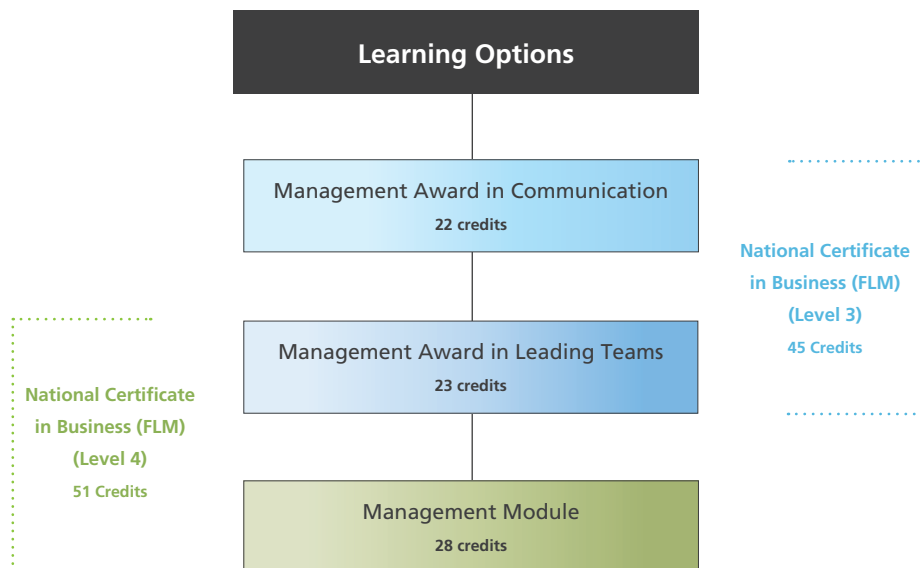 Learning Options
Management Award in Communication
22 credits
National Certificate
in Business (FLM)
(Level 3)
45 Credits
Management Award in Leading Teams
23 credits
National Certificate
in Business (FLM)
(Level 4)
51 Credits
Management Module
28 credits